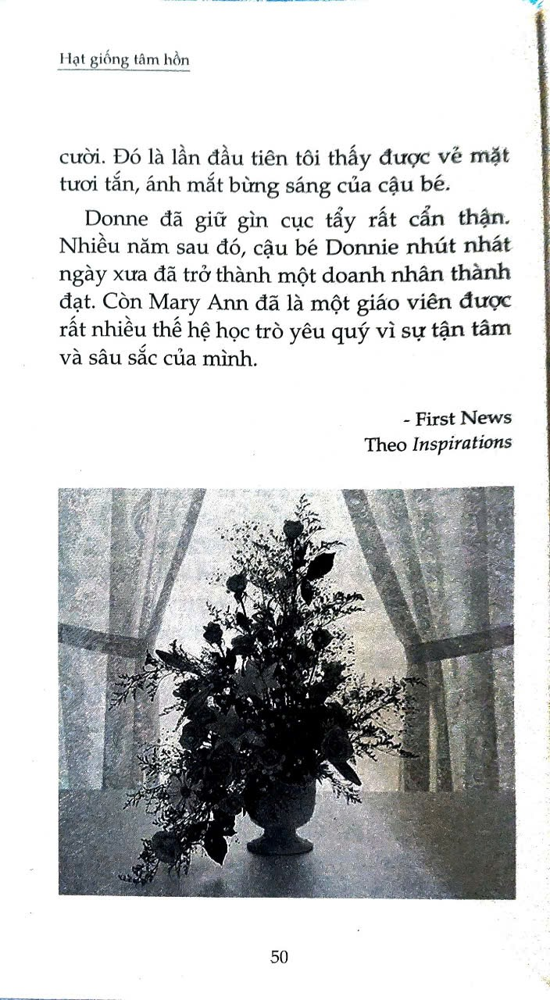 Hạt giống tâm hồn
cười. Đó là lần đầu tiên tôi thấy được vẻ mặt
tươi tắn, ánh mắt bừng sáng của cậu bé.
Donne đã giữ gìn cục tẩy rất cẩn thận.
Nhiều năm sau đó, cậu bé Donnie nhút nhát
ngày xưa đã trở thành một doanh nhân thành
đạt. Còn Mary Ann đã là một giáo viên được
rất nhiều thế hệ học trò yêu quý vì sự tận tâm
và sâu sắc của mình.
- First News
Theo Inspirations
50